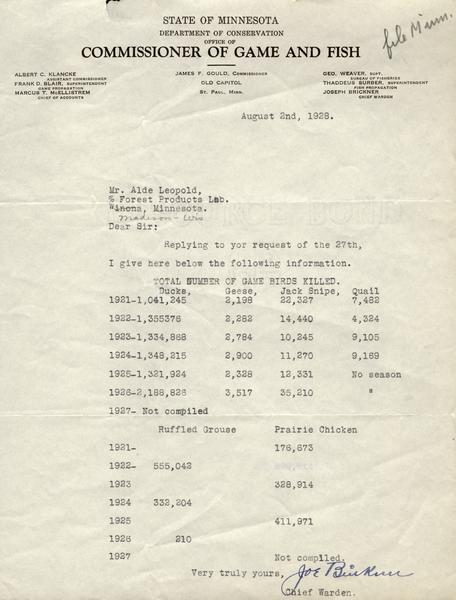 file Minn.
STATE OF MINNESOTA
DEPARTMENT OF CONSERVATION
OFFICE OF
COMMISSIONER OF GAME AND FISH
ALBERT C. KLANCKE JAMES F. GOULD, COMMISSIONER GEO. WEAVER, SUPT.
ASSISTANT COMMISSIONER BUREAU OF FISHERIES
FRANK D. BLAIR, SUPERINTENDENT OLD CAPITOL THADDEUS SURBER, SUPERINTENDENT
GAME PROPAGATION FISH PROPAGATION
MARCUS T. McELLISTREM ST. PAUL, MINN. JOSEPH BRICKNER
CHIEF OF ACCOUNTS CHIEF WARDEN
August 2nd, 1928.
Mr. Alde Leopold,
% Forest Products Lab.
Winona, Minnesota.
Madison - Wis
Dear Sir:
Replying to yor request of the 27th,
I give here below the following information.
TOTAL NUMBER OF GAME BIRDS KILLED.
Ducks, Geese, Jack Snipe, Quail
1921-1,041,245 2,198 22,327 7,482
1922-1,355376 2,282 14,440 4,324
1923-1,334,868 2,784 10,245 9,105
1924-1,348,215 2,900 11,270 9,169
1925-1,321,924 2,328 12,331 No season
1926-2,188,826 3,517 35,210 "
1927- Not compiled
Ruffled Grouse Prairie Chicken
1921- 176,673
1922- 555,042
1923 328,914
1924 332,204
1925 411,971
1926 210
1927 Not compiled.
Very truly yours, Joe Brickner
Chief Warden.